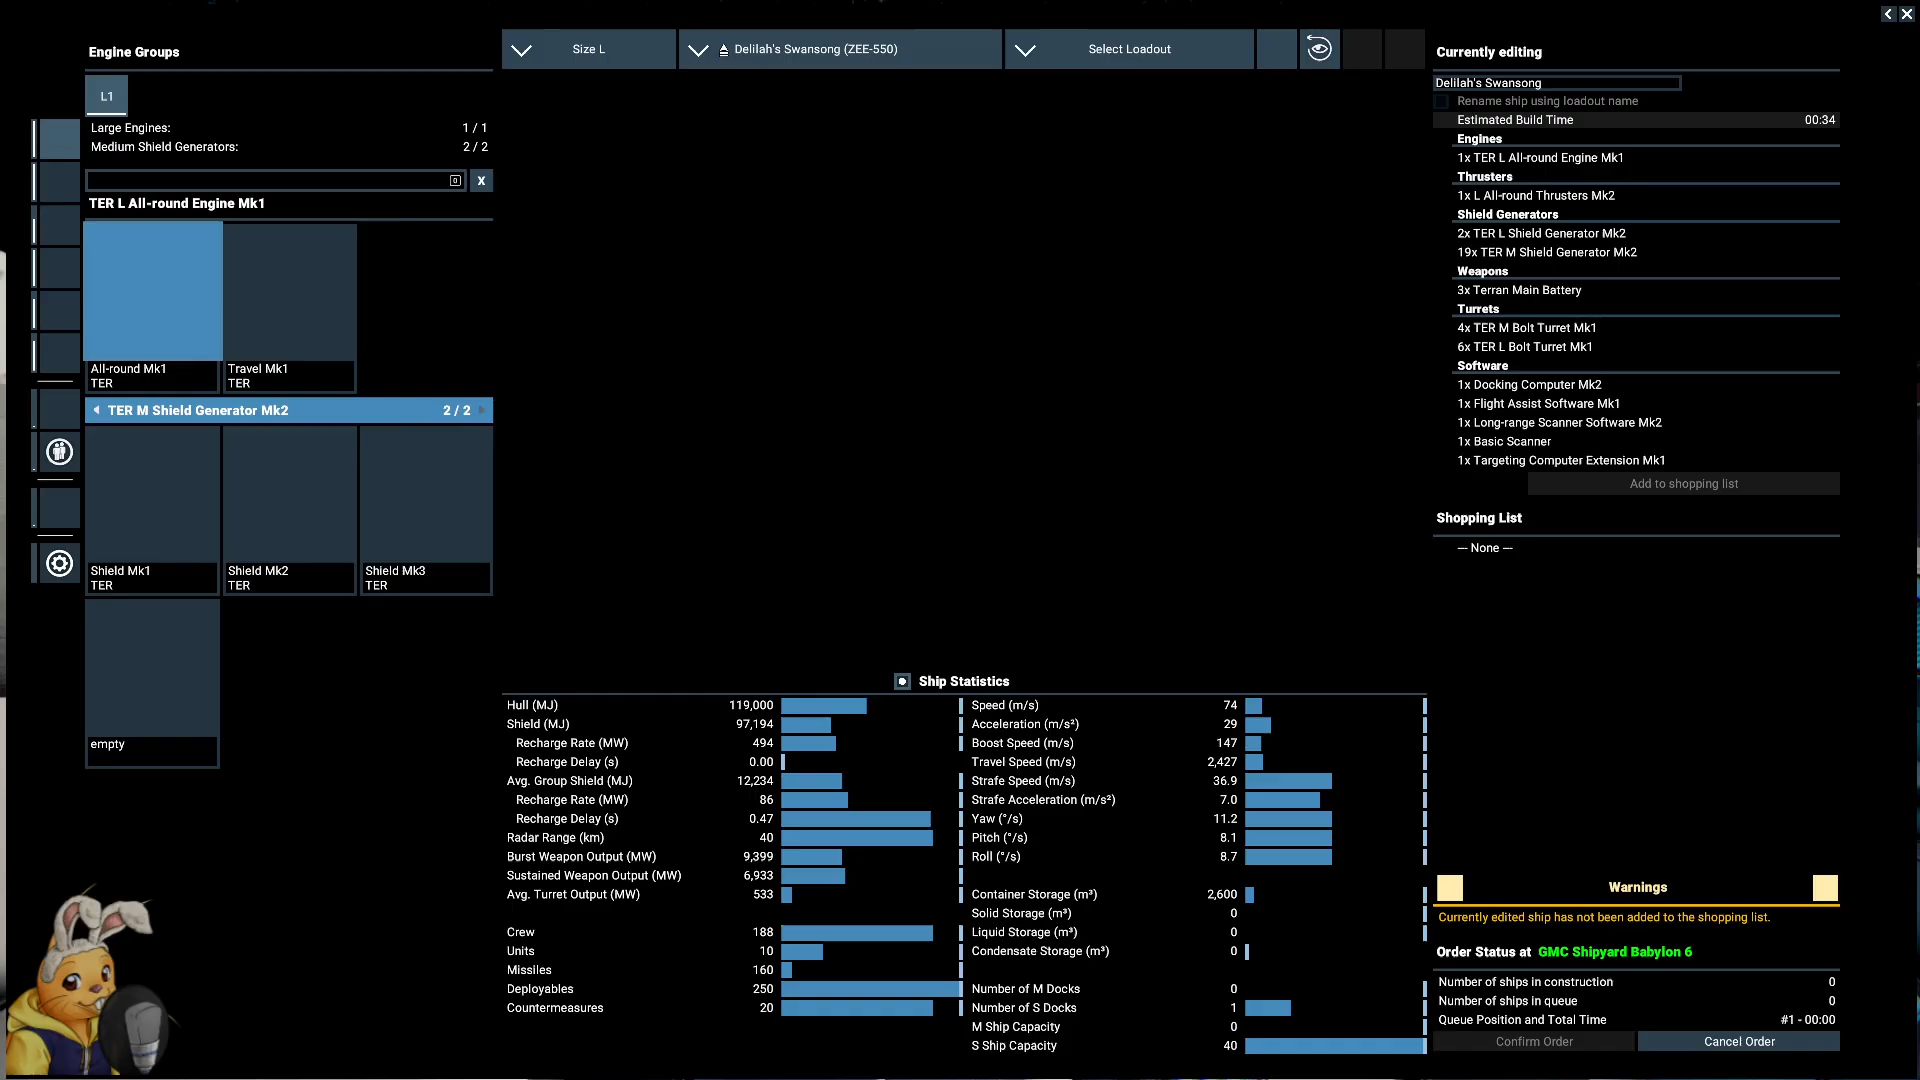 Engine Groups
L1
Large Engines: 1 / 1
Medium Shield Generators: 2 / 2
X
TER L All-round Engine Mk1
All-round Mk1
TER
Travel Mk1
TER
TER M Shield Generator Mk2 2 / 2
Shield Mk1
TER
Shield Mk2
TER
Shield Mk3
TER
empty
Size L
Delilah's Swansong (ZEE-550)
Select Loadout
Ship Statistics
Hull (MJ) 119,000
Shield (MJ) 97,194
Recharge Rate (MW) 494
Recharge Delay (s) 0.00
Avg. Group Shield (MJ) 12,234
Recharge Rate (MW) 86
Recharge Delay (s) 0.47
Radar Range (km) 40
Burst Weapon Output (MW) 9,399
Sustained Weapon Output (MW) 6,933
Avg. Turret Output (MW) 533
Crew 188
Units 10
Missiles 160
Deployables 250
Countermeasures 20
Speed (m/s) 74
Acceleration (m/s²) 29
Boost Speed (m/s) 147
Travel Speed (m/s) 2,427
Strafe Speed (m/s) 36.9
Strafe Acceleration (m/s²) 7.0
Yaw (°/s) 11.2
Pitch (°/s) 8.1
Roll (°/s) 8.7
Container Storage (m³) 2,600
Solid Storage (m³) 0
Liquid Storage (m³) 0
Condensate Storage (m³) 0
Number of M Docks 0
Number of S Docks 1
M Ship Capacity 0
S Ship Capacity 40
Currently editing
Delilah's Swansong
Rename ship using loadout name
Estimated Build Time 00:34
Engines
1x TER L All-round Engine Mk1
Thrusters
1x L All-round Thrusters Mk2
Shield Generators
2x TER L Shield Generator Mk2
19x TER M Shield Generator Mk2
Weapons
3x Terran Main Battery
Turrets
4x TER M Bolt Turret Mk1
6x TER L Bolt Turret Mk1
Software
1x Docking Computer Mk2
1x Flight Assist Software Mk1
1x Long-range Scanner Software Mk2
1x Basic Scanner
1x Targeting Computer Extension Mk1
Add to shopping list
Shopping List
— None —
Warnings
Currently edited ship has not been added to the shopping list.
Order Status at GMC Shipyard Babylon 6
Number of ships in construction 0
Number of ships in queue 0
Queue Position and Total Time #1 - 00:00
Confirm Order
Cancel Order